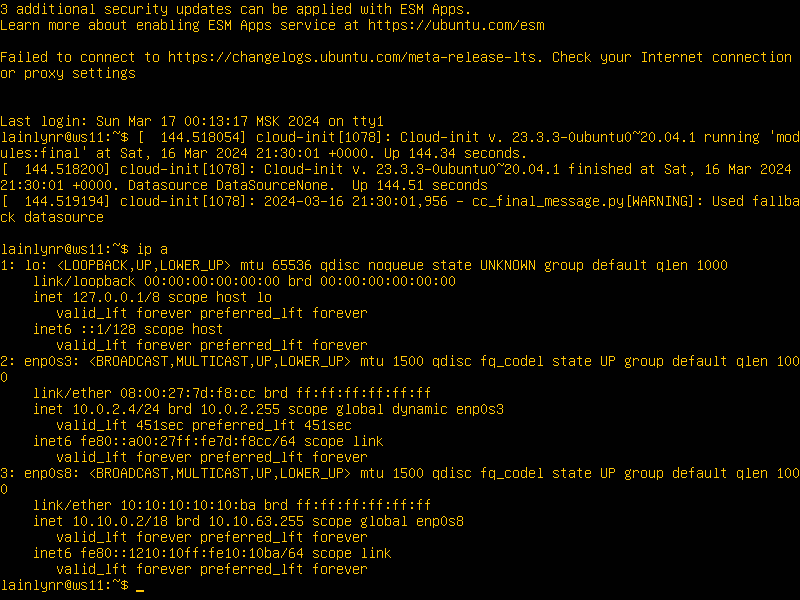 3 additional security updates can be applied with ESM Apps.
Learn more about enabling ESM Apps service at https://ubuntu.com/esm
Failed to connect to https://changelogs.ubuntu.com/meta-release-lts. Check your Internet connection
or proxy settings
Last login: Sun Mar 17 00:13:17 MSK 2024 on tty1
lainlynr@ws11:~$ [  144.518054] cloud-init[1078]: Cloud-init v. 23.3.3-0ubuntu0~20.04.1 running 'mod
ules:final' at Sat, 16 Mar 2024 21:30:01 +0000. Up 144.34 seconds.
[  144.518200] cloud-init[1078]: Cloud-init v. 23.3.3-0ubuntu0~20.04.1 finished at Sat, 16 Mar 2024
21:30:01 +0000. Datasource DataSourceNone.  Up 144.51 seconds
[  144.519194] cloud-init[1078]: 2024-03-16 21:30:01,956 - cc_final_message.py[WARNING]: Used fallba
ck datasource
lainlynr@ws11:~$ ip a
1: lo: <LOOPBACK,UP,LOWER_UP> mtu 65536 qdisc noqueue state UNKNOWN group default qlen 1000
    link/loopback 00:00:00:00:00:00 brd 00:00:00:00:00:00
    inet 127.0.0.1/8 scope host lo
       valid_lft forever preferred_lft forever
    inet6 ::1/128 scope host
       valid_lft forever preferred_lft forever
2: enp0s3: <BROADCAST,MULTICAST,UP,LOWER_UP> mtu 1500 qdisc fq_codel state UP group default qlen 100
0
    link/ether 08:00:27:7d:f8:cc brd ff:ff:ff:ff:ff:ff
    inet 10.0.2.4/24 brd 10.0.2.255 scope global dynamic enp0s3
       valid_lft 451sec preferred_lft 451sec
    inet6 fe80::a00:27ff:fe7d:f8cc/64 scope link
       valid_lft forever preferred_lft forever
3: enp0s8: <BROADCAST,MULTICAST,UP,LOWER_UP> mtu 1500 qdisc fq_codel state UP group default qlen 100
0
    link/ether 10:10:10:10:10:ba brd ff:ff:ff:ff:ff:ff
    inet 10.10.0.2/18 brd 10.10.63.255 scope global enp0s8
       valid_lft forever preferred_lft forever
    inet6 fe80::1210:10ff:fe10:10ba/64 scope link
       valid_lft forever preferred_lft forever
lainlynr@ws11:~$ _